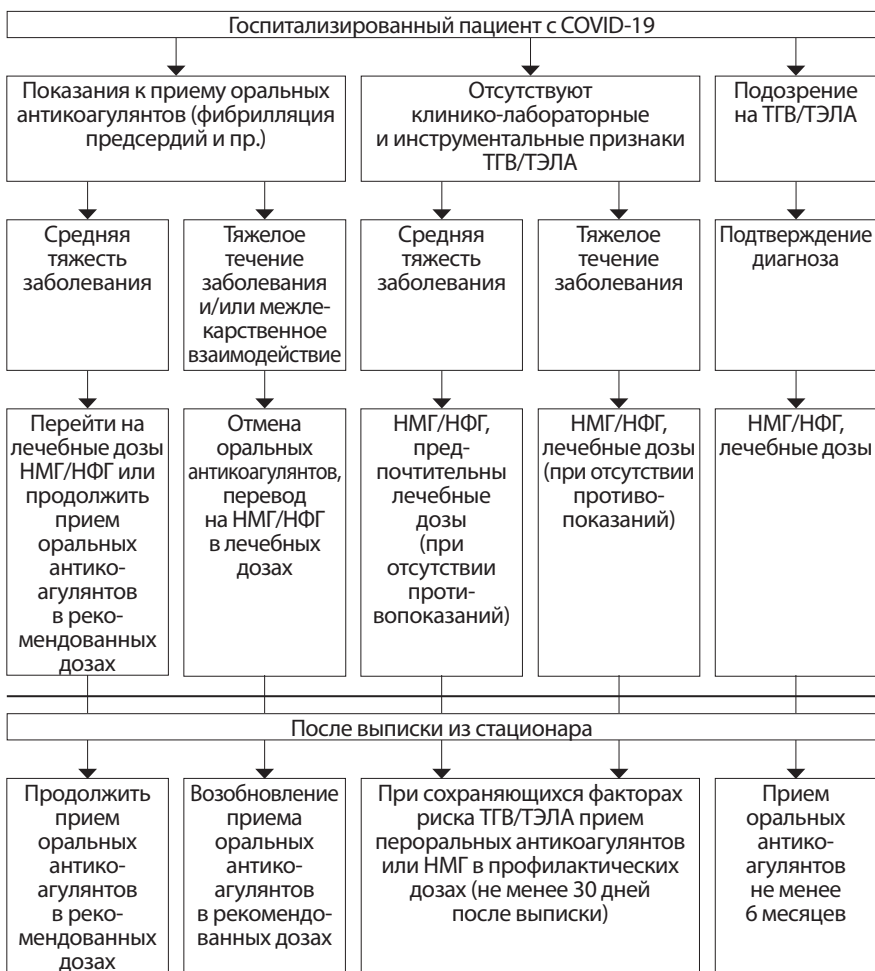 Госпитализированный пациент с COVID-19
Показания к приему оральных
антикоагулянтов (фибрилляция
предсердий и пр.)
Отсутствуют
клинико-лабораторные
и инструментальные признаки
ТГВ/ТЭЛА
Подозрение
на ТГВ/ТЭЛА
Средняя
тяжесть
заболевания
Тяжелое
течение
заболевания
и/или межле-
карственное
взаимодействие
Средняя
тяжесть
заболевания
Тяжелое
течение
заболевания
Подтверждение
диагноза
Перейти на
лечебные дозы
НМГ/НФГ или
продолжить
прием
оральных
антико-
агулянтов
в реко-
мендованных
дозах
Отмена
оральных
антикоагулянтов,
перевод
на НМГ/НФГ
в лечебных
дозах
НМГ/НФГ,
пред-
почтительны
лечебные
дозы
(при
отсутствии
проти-
вопоказаний)
НМГ/НФГ,
лечебные дозы
(при отсутствии
противо-
показаний)
НМГ/НФГ,
лечебные дозы
После выписки из стационара
Продолжить
прием
оральных
антико-
агулянтов
в реко-
мендованных
дозах
Возобновление
приема
оральных
антико-
агулянтов
в рекомендо-
ванных дозах
При сохраняющихся факторах
риска ТГВ/ТЭЛА прием
пероральных антикоагулянтов
или НМГ в профилактических
дозах (не менее 30 дней
после выписки)
Прием
оральных
антико-
агулянтов
не менее
6 месяцев